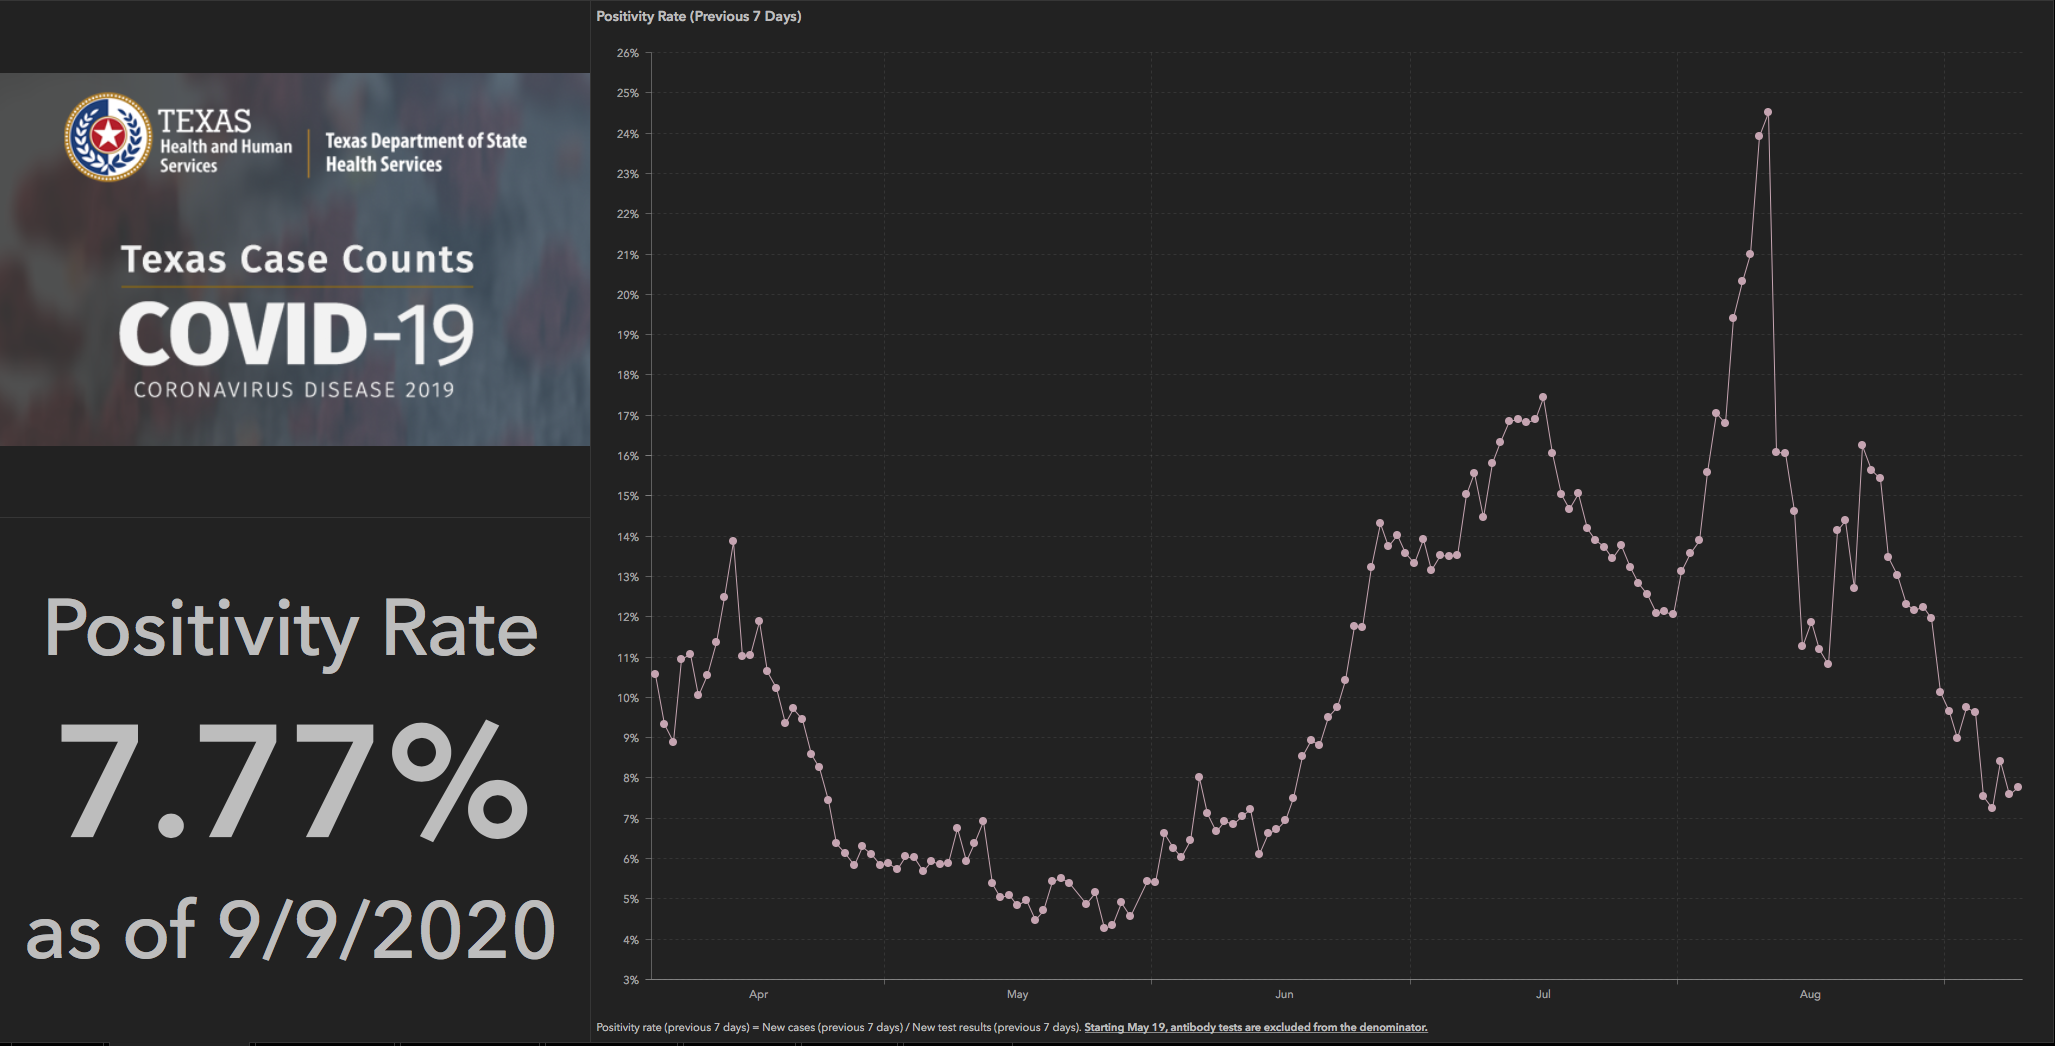 TEXAS
Health and Human
Services
Texas Department of State
Health Services
Texas Case Counts
COVID-19
CORONAVIRUS DISEASE 2019
Positivity Rate
7.77%
as of 9/9/2020
Positivity Rate (Previous 7 Days)
26%
25%
24%
23%
22%
21%
20%
19%
18%
17%
16%
15%
14%
13%
12%
11%
10%
9%
8%
7%
6%
5%
4%
3%
Apr May Jun Jul Aug
Positivity rate (previous 7 days) = New cases (previous 7 days) / New test results (previous 7 days). Starting May 19, antibody tests are excluded from the denominator.